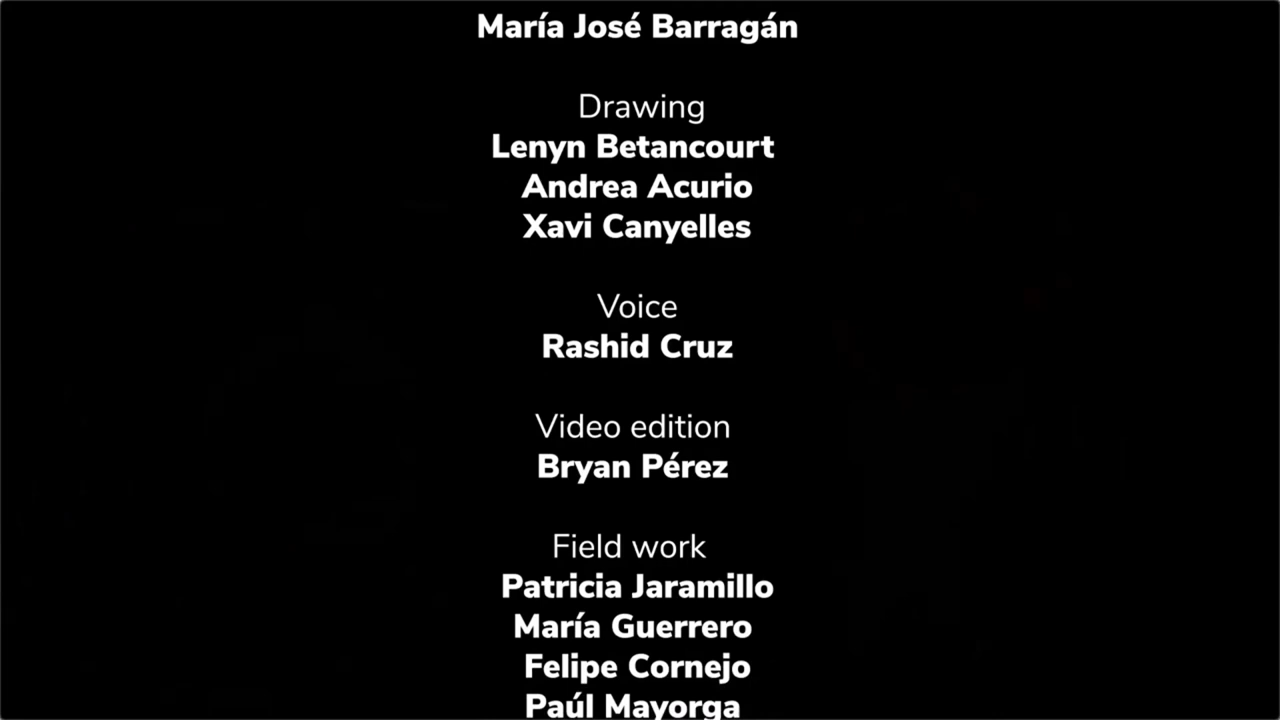 María José Barragán
Drawing
Lenyn Betancourt
Andrea Acurio
Xavi Canyelles
Voice
Rashid Cruz
Video edition
Bryan Pérez
Field work
Patricia Jaramillo
María Guerrero
Felipe Cornejo
Paúl Mayorga